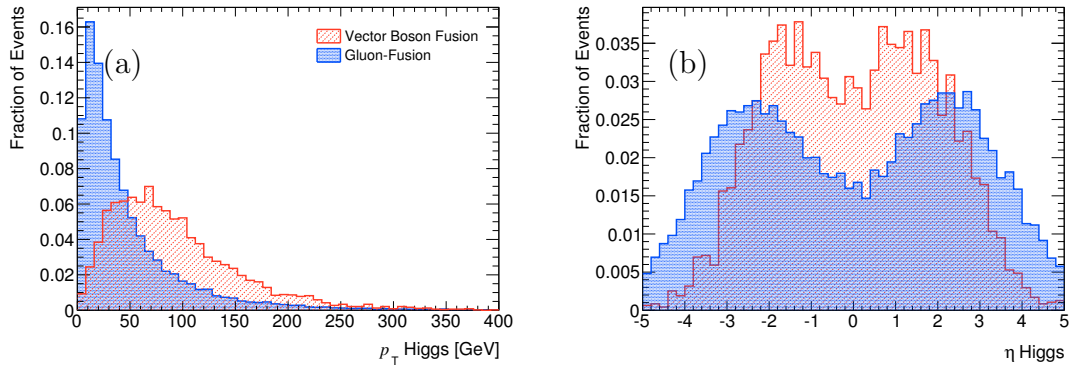 Fraction of Events
0.16
0.14
0.12
0.1
0.08
0.06
0.04
0.02
0
0 50 100 150 200 250 300 350 400
p_T Higgs [GeV]
(a)
Vector Boson Fusion
Gluon-Fusion
Fraction of Events
0.035
0.03
0.025
0.02
0.015
0.01
0.005
0
-5 -4 -3 -2 -1 0 1 2 3 4 5
η Higgs
(b)